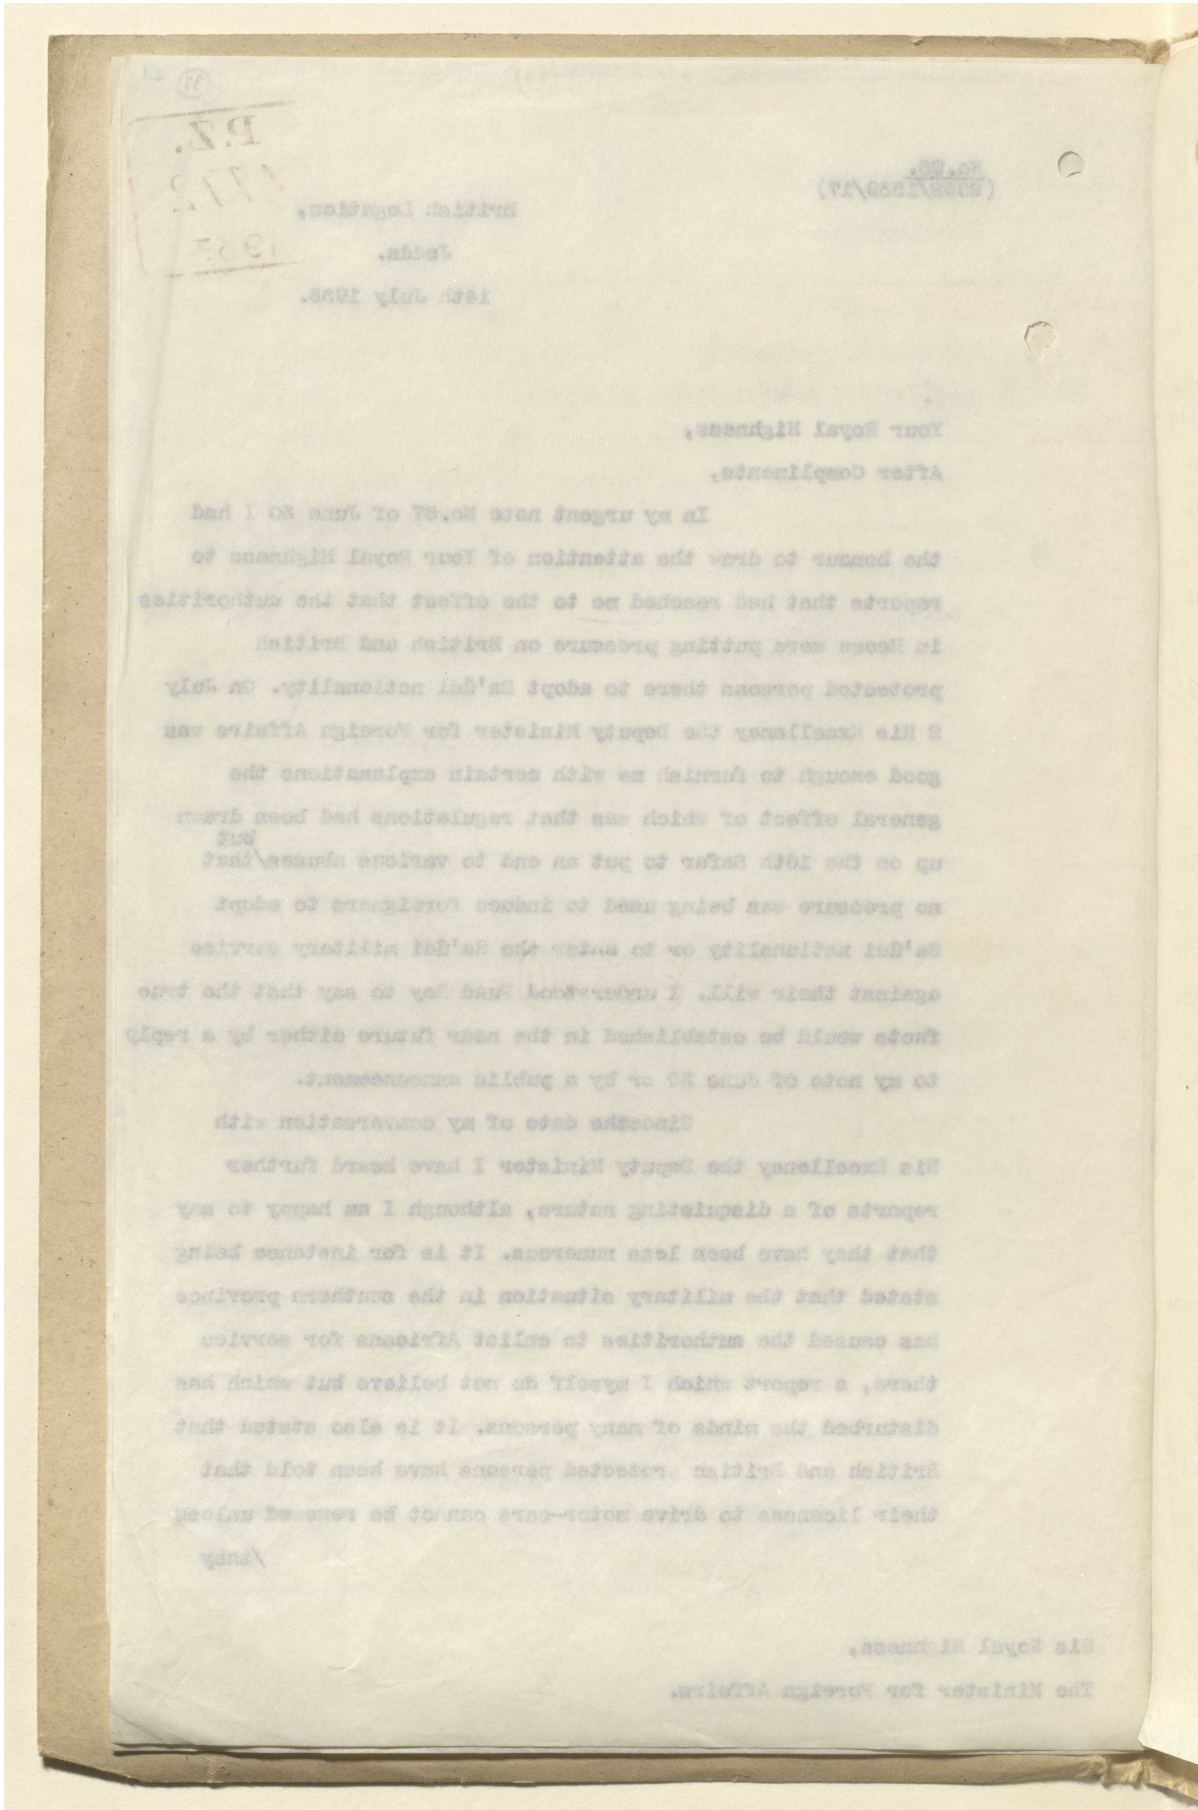 P.Z.
1772
193
No.96.
British Legation,
Jedda.
14th July 193
Your Royal Highness,
After Compliments,
In my urgent note No.87 of June 30 I had
the honour to draw the attention of Your Royal Highness to
reports that had reached me to the effect that the authorities
in Mecca were putting pressure on British and British
protected persons there to adopt Sa'udi nationality. On July
2 His Excellency the Deputy Minister for Foreign Affairs was
good enough to furnish me with certain explanations the
general effect of which was that regulations had been drawn
up on the 16th Safar to put an end to various abuses/but that
no pressure was being used to induce foreigners to adopt
Sa'udi nationality or to enter the Sa'udi military service
against their will. I understood Fuad Bey to say that the true
facts would be established in the near future either by a reply
to my note of June 30 or by a public announcement.
Sincethe date of my conversation with
His Excellency the Deputy Minister I have heard further
reports of a disquieting nature, although I am happy to say
that they have been less numerous. It is for instance being
stated that the military situation in the southern province
has caused the authorities to enlist Africans for service
there, a report which I myself do not believe but which has
disturbed the minds of many persons. It is also stated that
British and British protected persons have been told that
their licenses to drive motor-cars cannot be renewed unless
/they
His Royal Highness,
The Minister for Foreign Affairs.